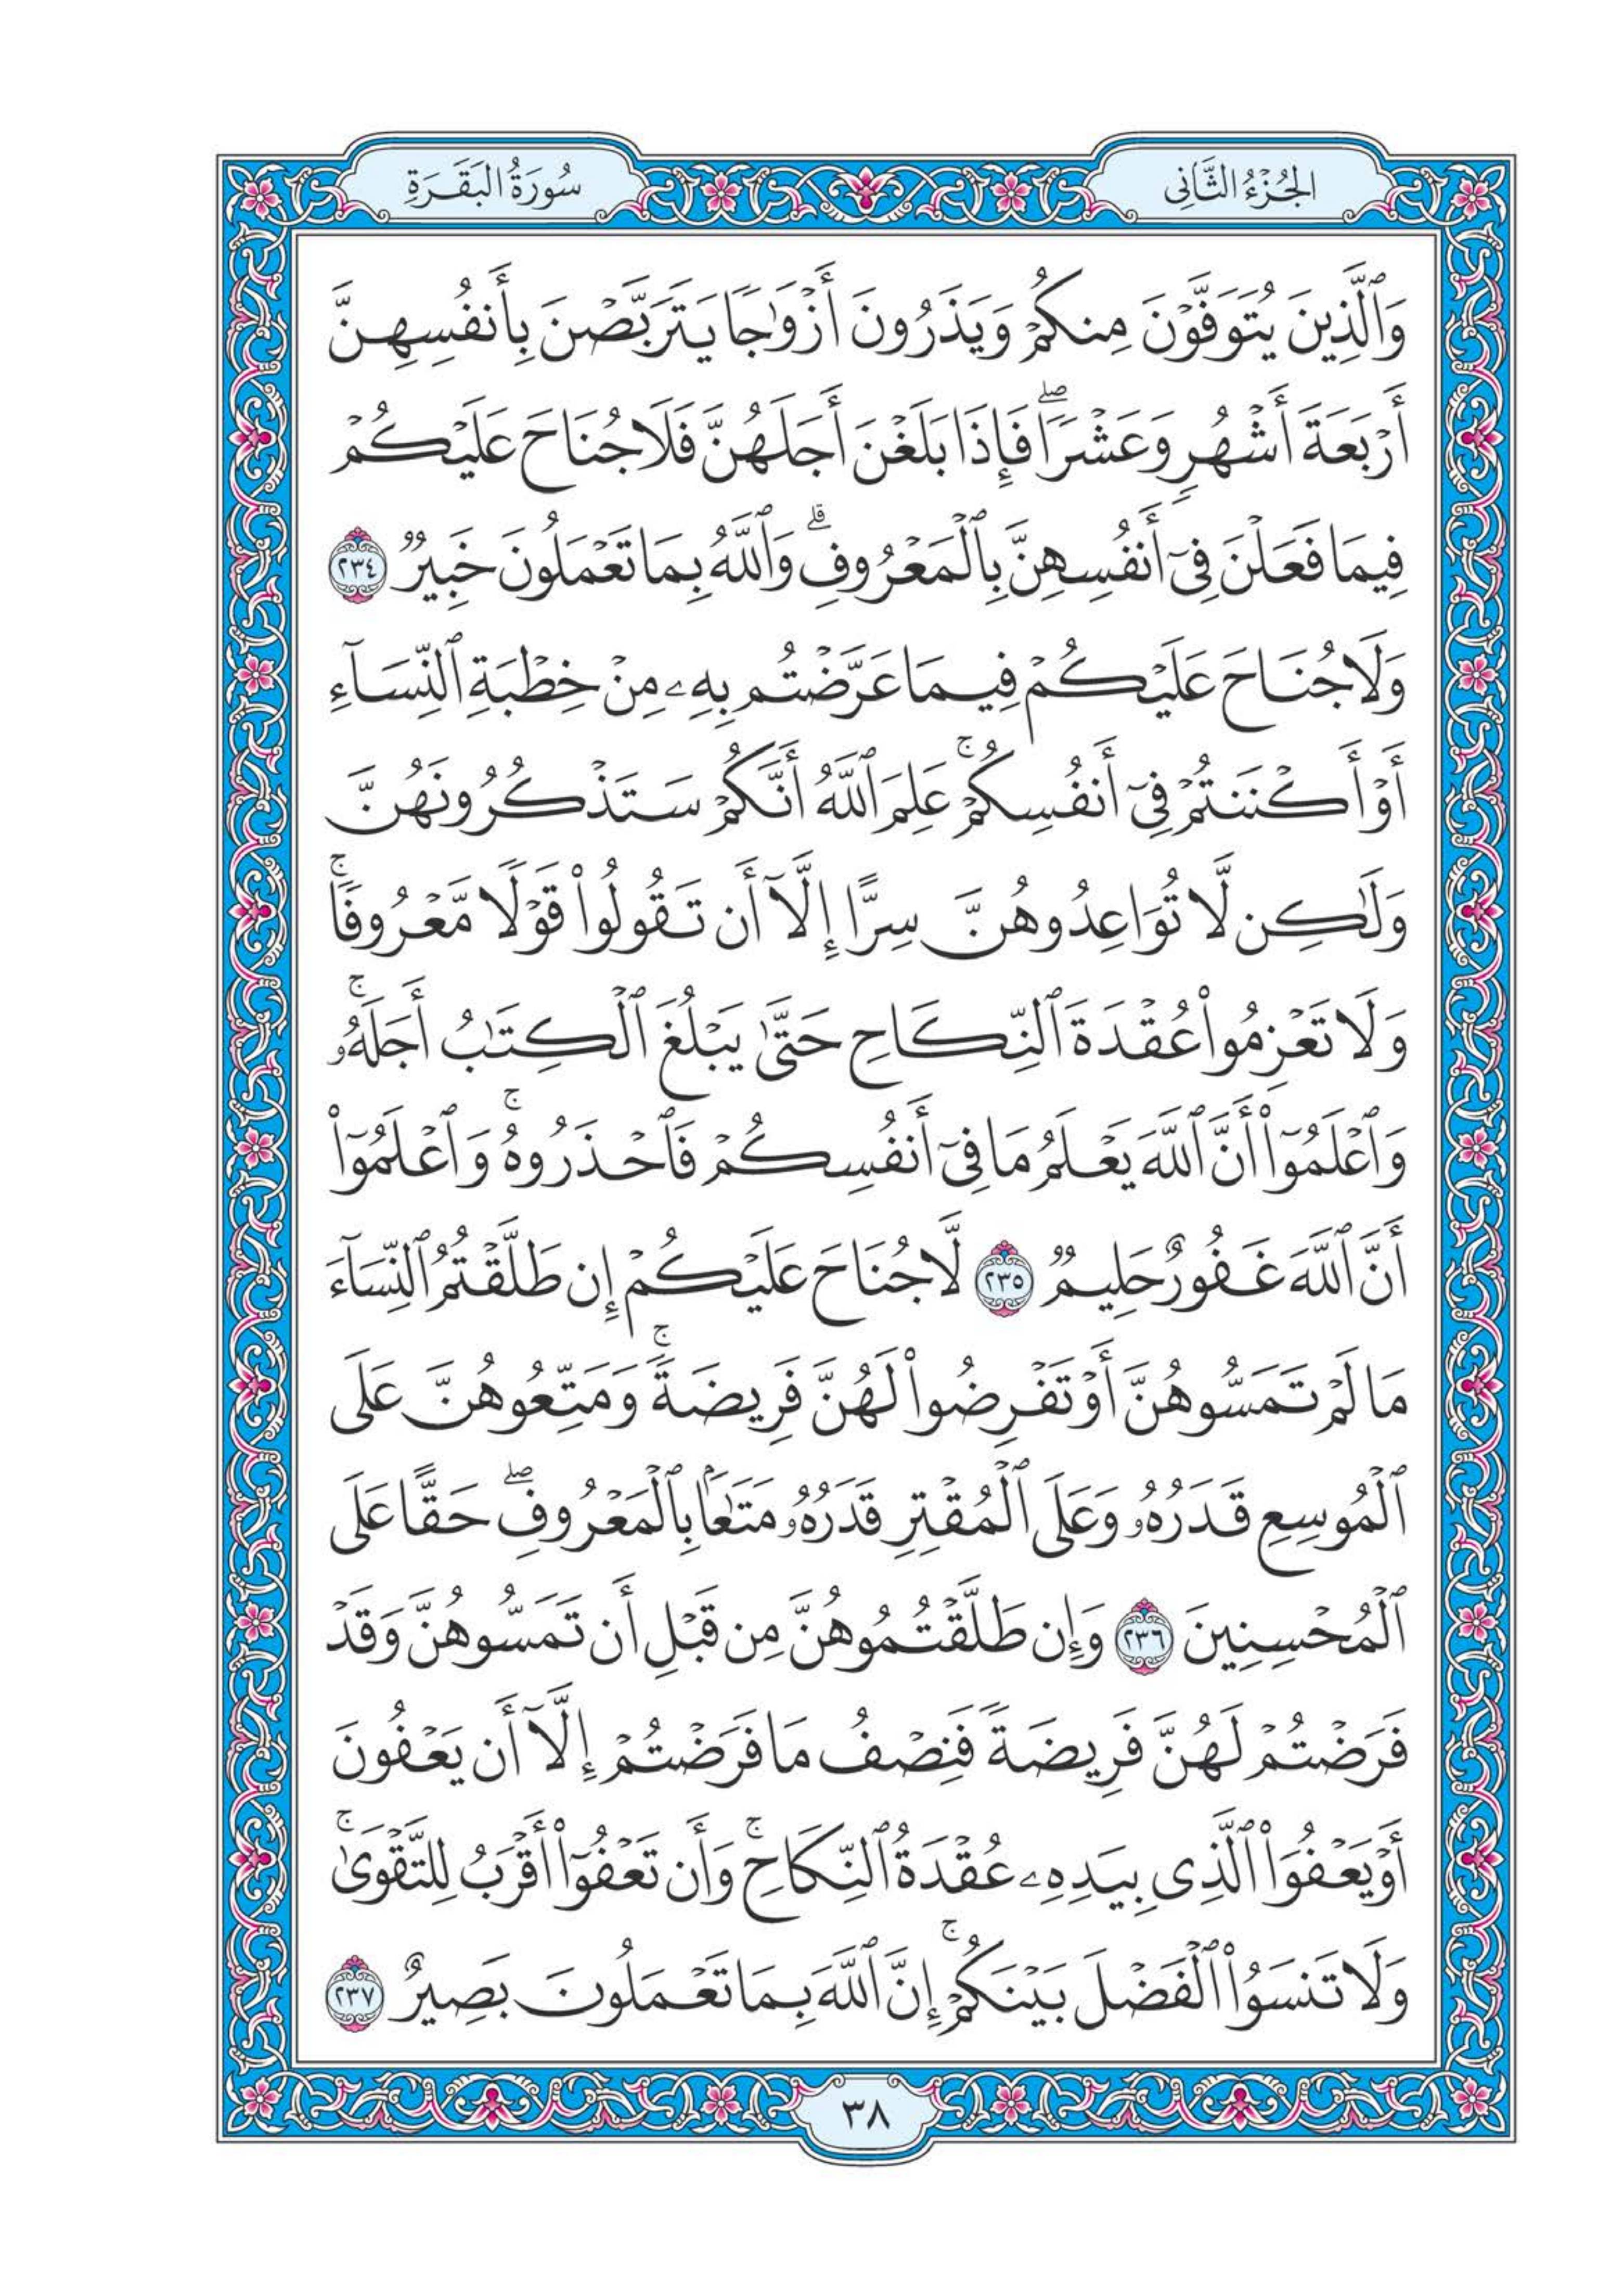 الجُزْءُ الثَّانِى
سُورَةُ البَقَرَةِ
وَٱلَّذِينَ يُتَوَفَّوْنَ مِنكُمْ وَيَذَرُونَ أَزْوَٰجًا يَتَرَبَّصْنَ بِأَنفُسِهِنَّ
أَرْبَعَةَ أَشْهُرٍ وَعَشْرًاۖ فَإِذَا بَلَغْنَ أَجَلَهُنَّ فَلَا جُنَاحَ عَلَيْكُمْ
فِيمَا فَعَلْنَ فِىٓ أَنفُسِهِنَّ بِٱلْمَعْرُوفِۗ وَٱللَّهُ بِمَا تَعْمَلُونَ خَبِيرٌ ٢٣٤
وَلَا جُنَاحَ عَلَيْكُمْ فِيمَا عَرَّضْتُم بِهِۦ مِنْ خِطْبَةِ ٱلنِّسَآءِ
أَوْ أَكْنَنتُمْ فِىٓ أَنفُسِكُمْۚ عَلِمَ ٱللَّهُ أَنَّكُمْ سَتَذْكُرُونَهُنَّ
وَلَٰكِن لَّا تُوَاعِدُوهُنَّ سِرًّا إِلَّآ أَن تَقُولُوا۟ قَوْلًا مَّعْرُوفًاۚ
وَلَا تَعْزِمُوا۟ عُقْدَةَ ٱلنِّكَاحِ حَتَّىٰ يَبْلُغَ ٱلْكِتَٰبُ أَجَلَهُۥۚ
وَٱعْلَمُوٓا۟ أَنَّ ٱللَّهَ يَعْلَمُ مَا فِىٓ أَنفُسِكُمْ فَٱحْذَرُوهُۚ وَٱعْلَمُوٓا۟
أَنَّ ٱللَّهَ غَفُورٌ حَلِيمٌ ٢٣٥ لَّا جُنَاحَ عَلَيْكُمْ إِن طَلَّقْتُمُ ٱلنِّسَآءَ
مَا لَمْ تَمَسُّوهُنَّ أَوْ تَفْرِضُوا۟ لَهُنَّ فَرِيضَةًۚ وَمَتِّعُوهُنَّ عَلَى
ٱلْمُوسِعِ قَدَرُهُۥ وَعَلَى ٱلْمُقْتِرِ قَدَرُهُۥ مَتَٰعًۢا بِٱلْمَعْرُوفِۖ حَقًّا عَلَى
ٱلْمُحْسِنِينَ ٢٣٦ وَإِن طَلَّقْتُمُوهُنَّ مِن قَبْلِ أَن تَمَسُّوهُنَّ وَقَدْ
فَرَضْتُمْ لَهُنَّ فَرِيضَةً فَنِصْفُ مَا فَرَضْتُمْ إِلَّآ أَن يَعْفُونَ
أَوْ يَعْفُوَا۟ ٱلَّذِى بِيَدِهِۦ عُقْدَةُ ٱلنِّكَاحِۚ وَأَن تَعْفُوٓا۟ أَقْرَبُ لِلتَّقْوَىٰۚ
وَلَا تَنسَوُا۟ ٱلْفَضْلَ بَيْنَكُمْۚ إِنَّ ٱللَّهَ بِمَا تَعْمَلُونَ بَصِيرٌ ٢٣٧
٣٨